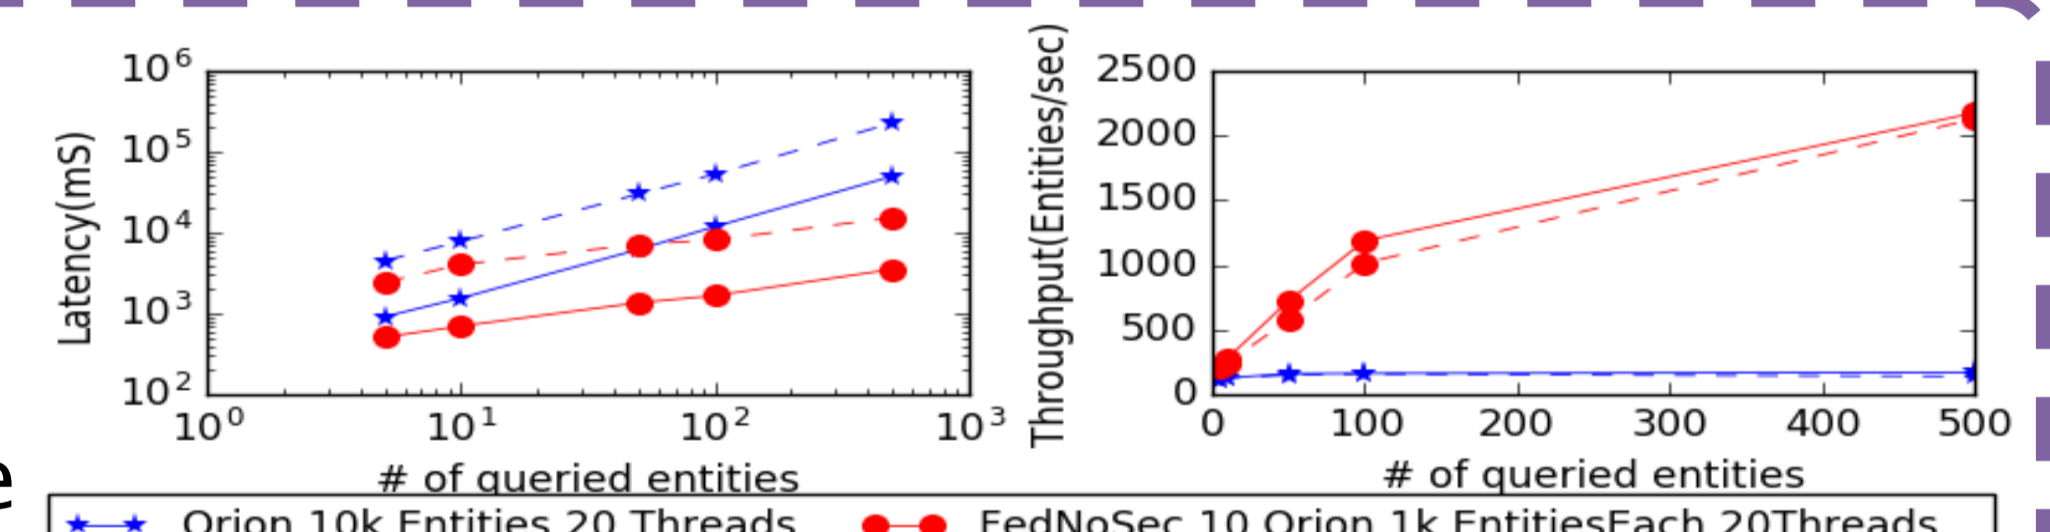 10⁶
10⁵
10⁴
10³
10²
10⁰ 10¹ 10² 10³
Latency(mS)
# of queried entities
2500
2000
1500
1000
500
0
0 100 200 300 400 500
Throughput(Entities/sec)
# of queried entities
e
Orion 10k Entities 20 Threads
FedNoSec 10 Orion 1k EntitiesEach 20Threads